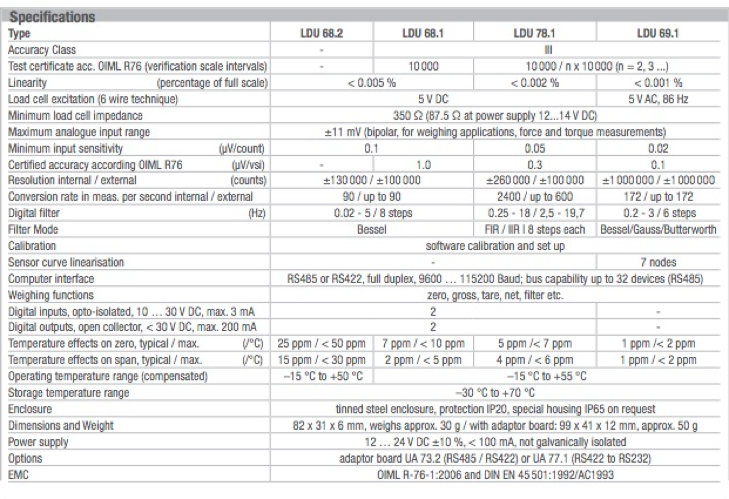 Specifications
Type LDU 68.2 LDU 68.1 LDU 78.1 LDU 69.1
Accuracy Class - III
Test certificate acc. OIML R76 (verification scale intervals) - 10 000 10 000 / n x 10 000 (n = 2, 3 ...)
Linearity (percentage of full scale) < 0.005 % < 0.002 % < 0.001 %
Load cell excitation (6 wire technique) 5 V DC 5 V AC, 86 Hz
Minimum load cell impedance 350 Ω (87.5 Ω at power supply 12...14 V DC)
Maximum analogue input range ±11 mV (bipolar, for weighing applications, force and torque measurements)
Minimum input sensitivity (µV/count) 0.1 0.05 0.02
Certified accuracy according OIML R76 (µV/vsi) - 1.0 0.3 0.1
Resolution internal / external (counts) ±130 000 / ±100 000 ±260 000 / ±100 000 ±1 000 000 / ±1 000 000
Conversion rate in meas. per second internal / external 90 / up to 90 2400 / up to 600 172 / up to 172
Digital filter (Hz) 0.02 - 5 / 8 steps 0.25 - 18 / 2,5 - 19,7 0.2 - 3 / 6 steps
Filter Mode Bessel FIR / IIR | 8 steps each Bessel/Gauss/Butterworth
Calibration software calibration and set up
Sensor curve linearisation - 7 nodes
Computer interface RS485 or RS422, full duplex, 9600 … 115200 Baud; bus capability up to 32 devices (RS485)
Weighing functions zero, gross, tare, net, filter etc.
Digital inputs, opto-isolated, 10 … 30 V DC, max. 3 mA 2 -
Digital outputs, open collector, < 30 V DC, max. 200 mA 2 -
Temperature effects on zero, typical / max. (/°C) 25 ppm / < 50 ppm 7 ppm / < 10 ppm 5 ppm /< 7 ppm 1 ppm /< 2 ppm
Temperature effects on span, typical / max. (/°C) 15 ppm / < 30 ppm 2 ppm / < 5 ppm 4 ppm / < 6 ppm 1 ppm / < 2 ppm
Operating temperature range (compensated) –15 °C to +50 °C –15 °C to +55 °C
Storage temperature range –30 °C to +70 °C
Enclosure tinned steel enclosure, protection IP20, special housing IP65 on request
Dimensions and Weight 82 x 31 x 6 mm, weighs approx. 30 g / with adaptor board: 99 x 41 x 12 mm, approx. 50 g
Power supply 12 … 24 V DC ±10 %, < 100 mA, not galvanically isolated
Options adaptor board UA 73.2 (RS485 / RS422) or UA 77.1 (RS422 to RS232)
EMC OIML R-76-1:2006 and DIN EN 45 501:1992/AC1993